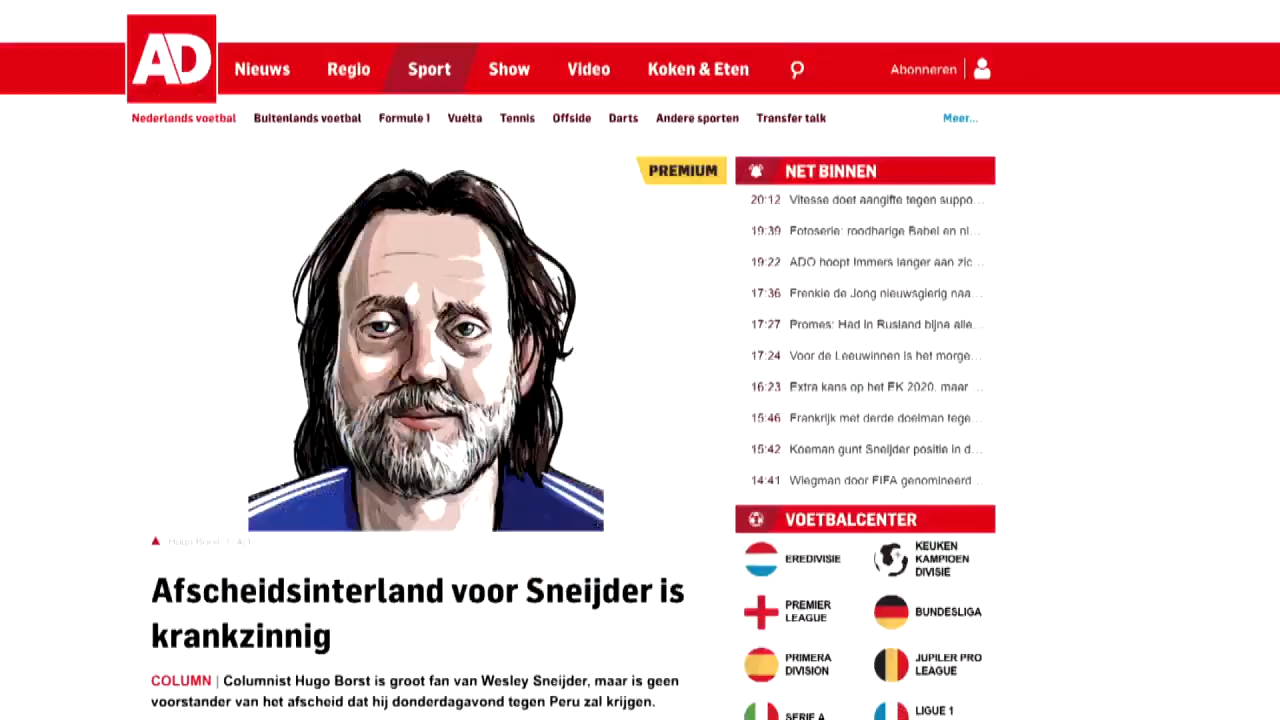 AD
Nieuws Regio Sport Show Video Koken & Eten Abonneren
Nederlands voetbal Buitenlands voetbal Formule 1 Vuelta Tennis Offside Darts Andere sporten Transfer talk Meer...
PREMIUM
NET BINNEN
20:12 Vitesse doet aangifte tegen suppo...
19:39 Fotoserie: roodharige Babel en ni...
19:22 ADO hoopt Immers langer aan zic...
17:36 Frenkie de Jong nieuwsgierig naa...
17:27 Promes: Had in Rusland bijna alle...
17:24 Voor de Leeuwinnen is het morge...
16:23 Extra kans op het EK 2020, maar ...
15:46 Frankrijk met derde doelman tege...
15:42 Koeman gunt Sneijder positie in d...
14:41 Wiegman door FIFA genomineerd ...
VOETBALCENTER
EREDIVISIE
KEUKEN
KAMPIOEN
DIVISIE
PREMIER
LEAGUE
BUNDESLIGA
PRIMERA
DIVISION
JUPILER PRO
LEAGUE
SERIE A
LIGUE 1
Hugo Borst
Afscheidsinterland voor Sneijder is
krankzinnig
COLUMN | Columnist Hugo Borst is groot fan van Wesley Sneijder, maar is geen
voorstander van het afscheid dat hij donderdagavond tegen Peru zal krijgen.